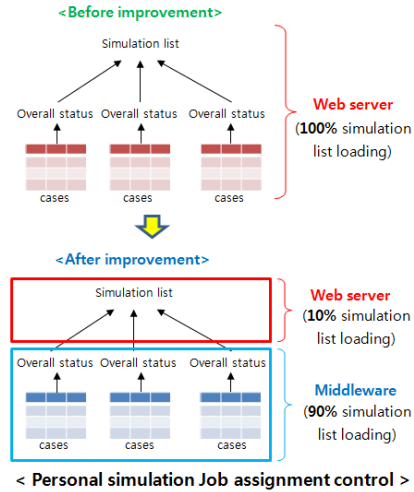 <Before improvement>
Simulation list
Overall status Overall status Overall status
cases cases cases
Web server
(100% simulation
list loading)
<After improvement>
Simulation list
Web server
(10% simulation
list loading)
Overall status Overall status Overall status
cases cases cases
Middleware
(90% simulation
list loading)
< Personal simulation Job assignment control >